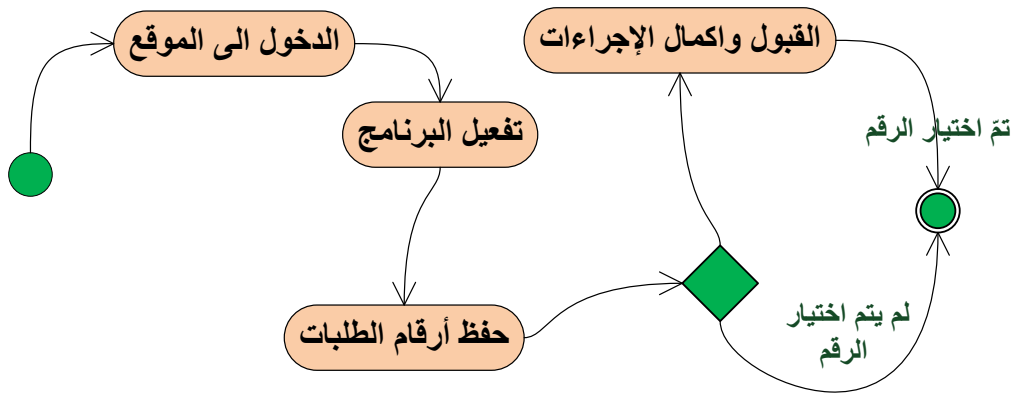 الدخول الى الموقع
تفعيل البرنامج
حفظ أرقام الطلبات
القبول واكمال الإجراءات
تمّ اختيار الرقم
لم يتم اختيار
الرقم